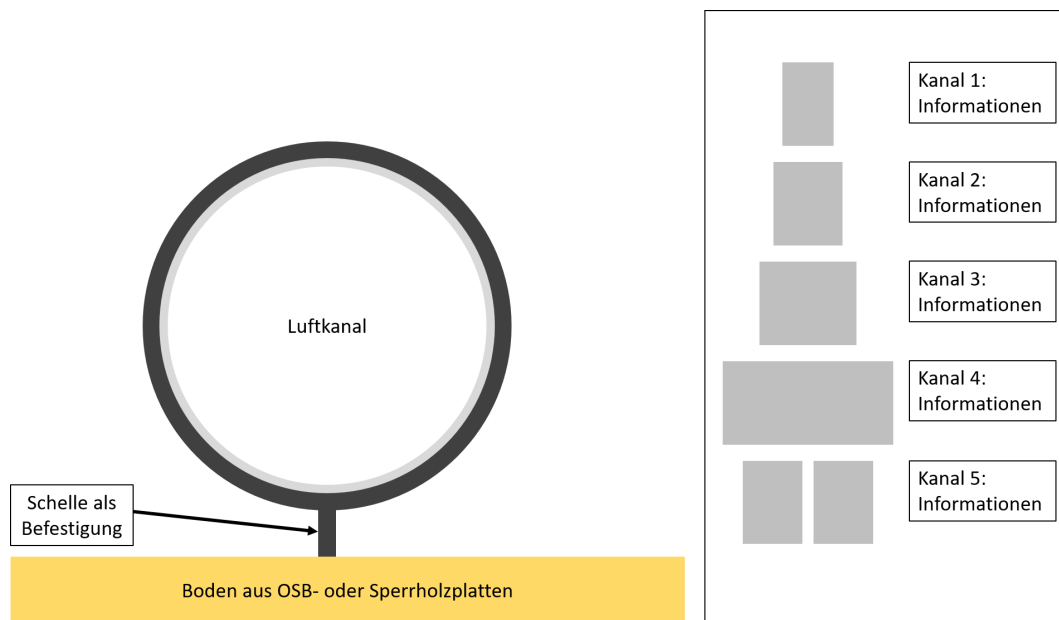 Luftkanal
Schelle als
Befestigung
Boden aus OSB- oder Sperrholzplatten
Kanal 1:
Informationen
Kanal 2:
Informationen
Kanal 3:
Informationen
Kanal 4:
Informationen
Kanal 5:
Informationen